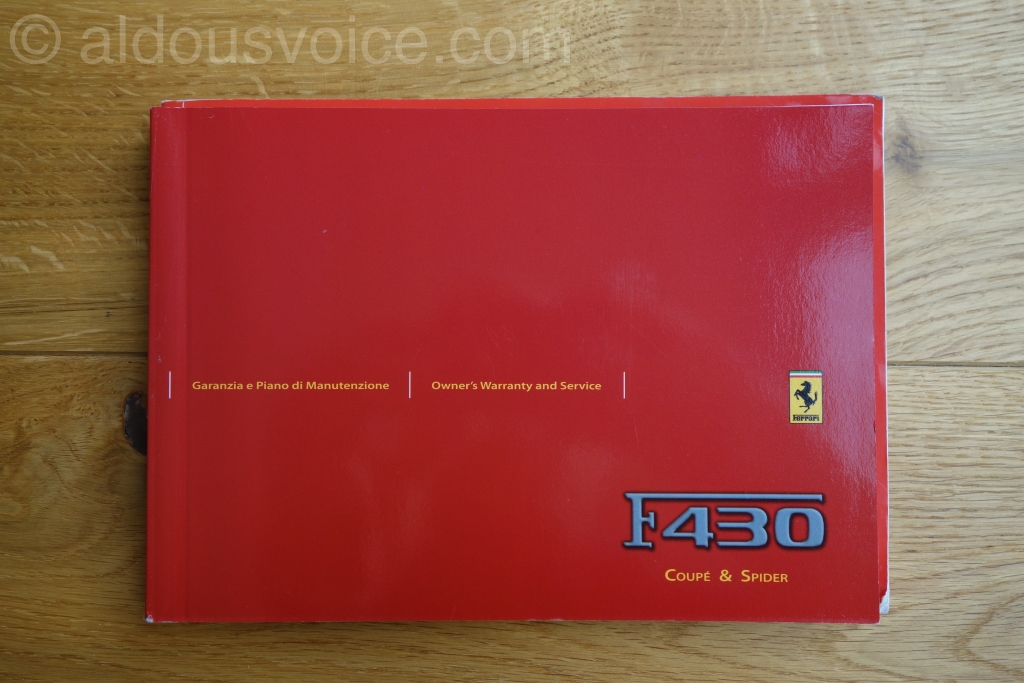 © aldousvoice.com
Garanzia e Piano di Manutenzione
Owner's Warranty and Service
Ferrari
F430
COUPÉ & SPIDER